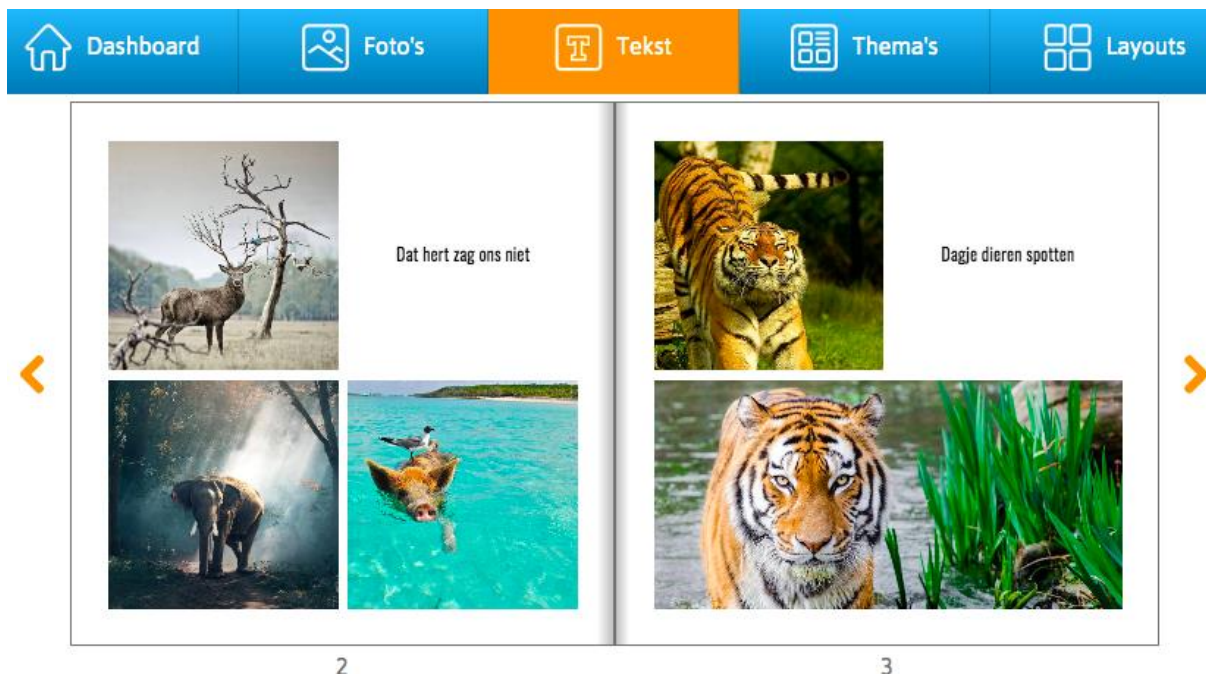 Dashboard
Foto's
Tekst
Thema's
Layouts
Dat hert zag ons niet
Dagje dieren spotten
2
3